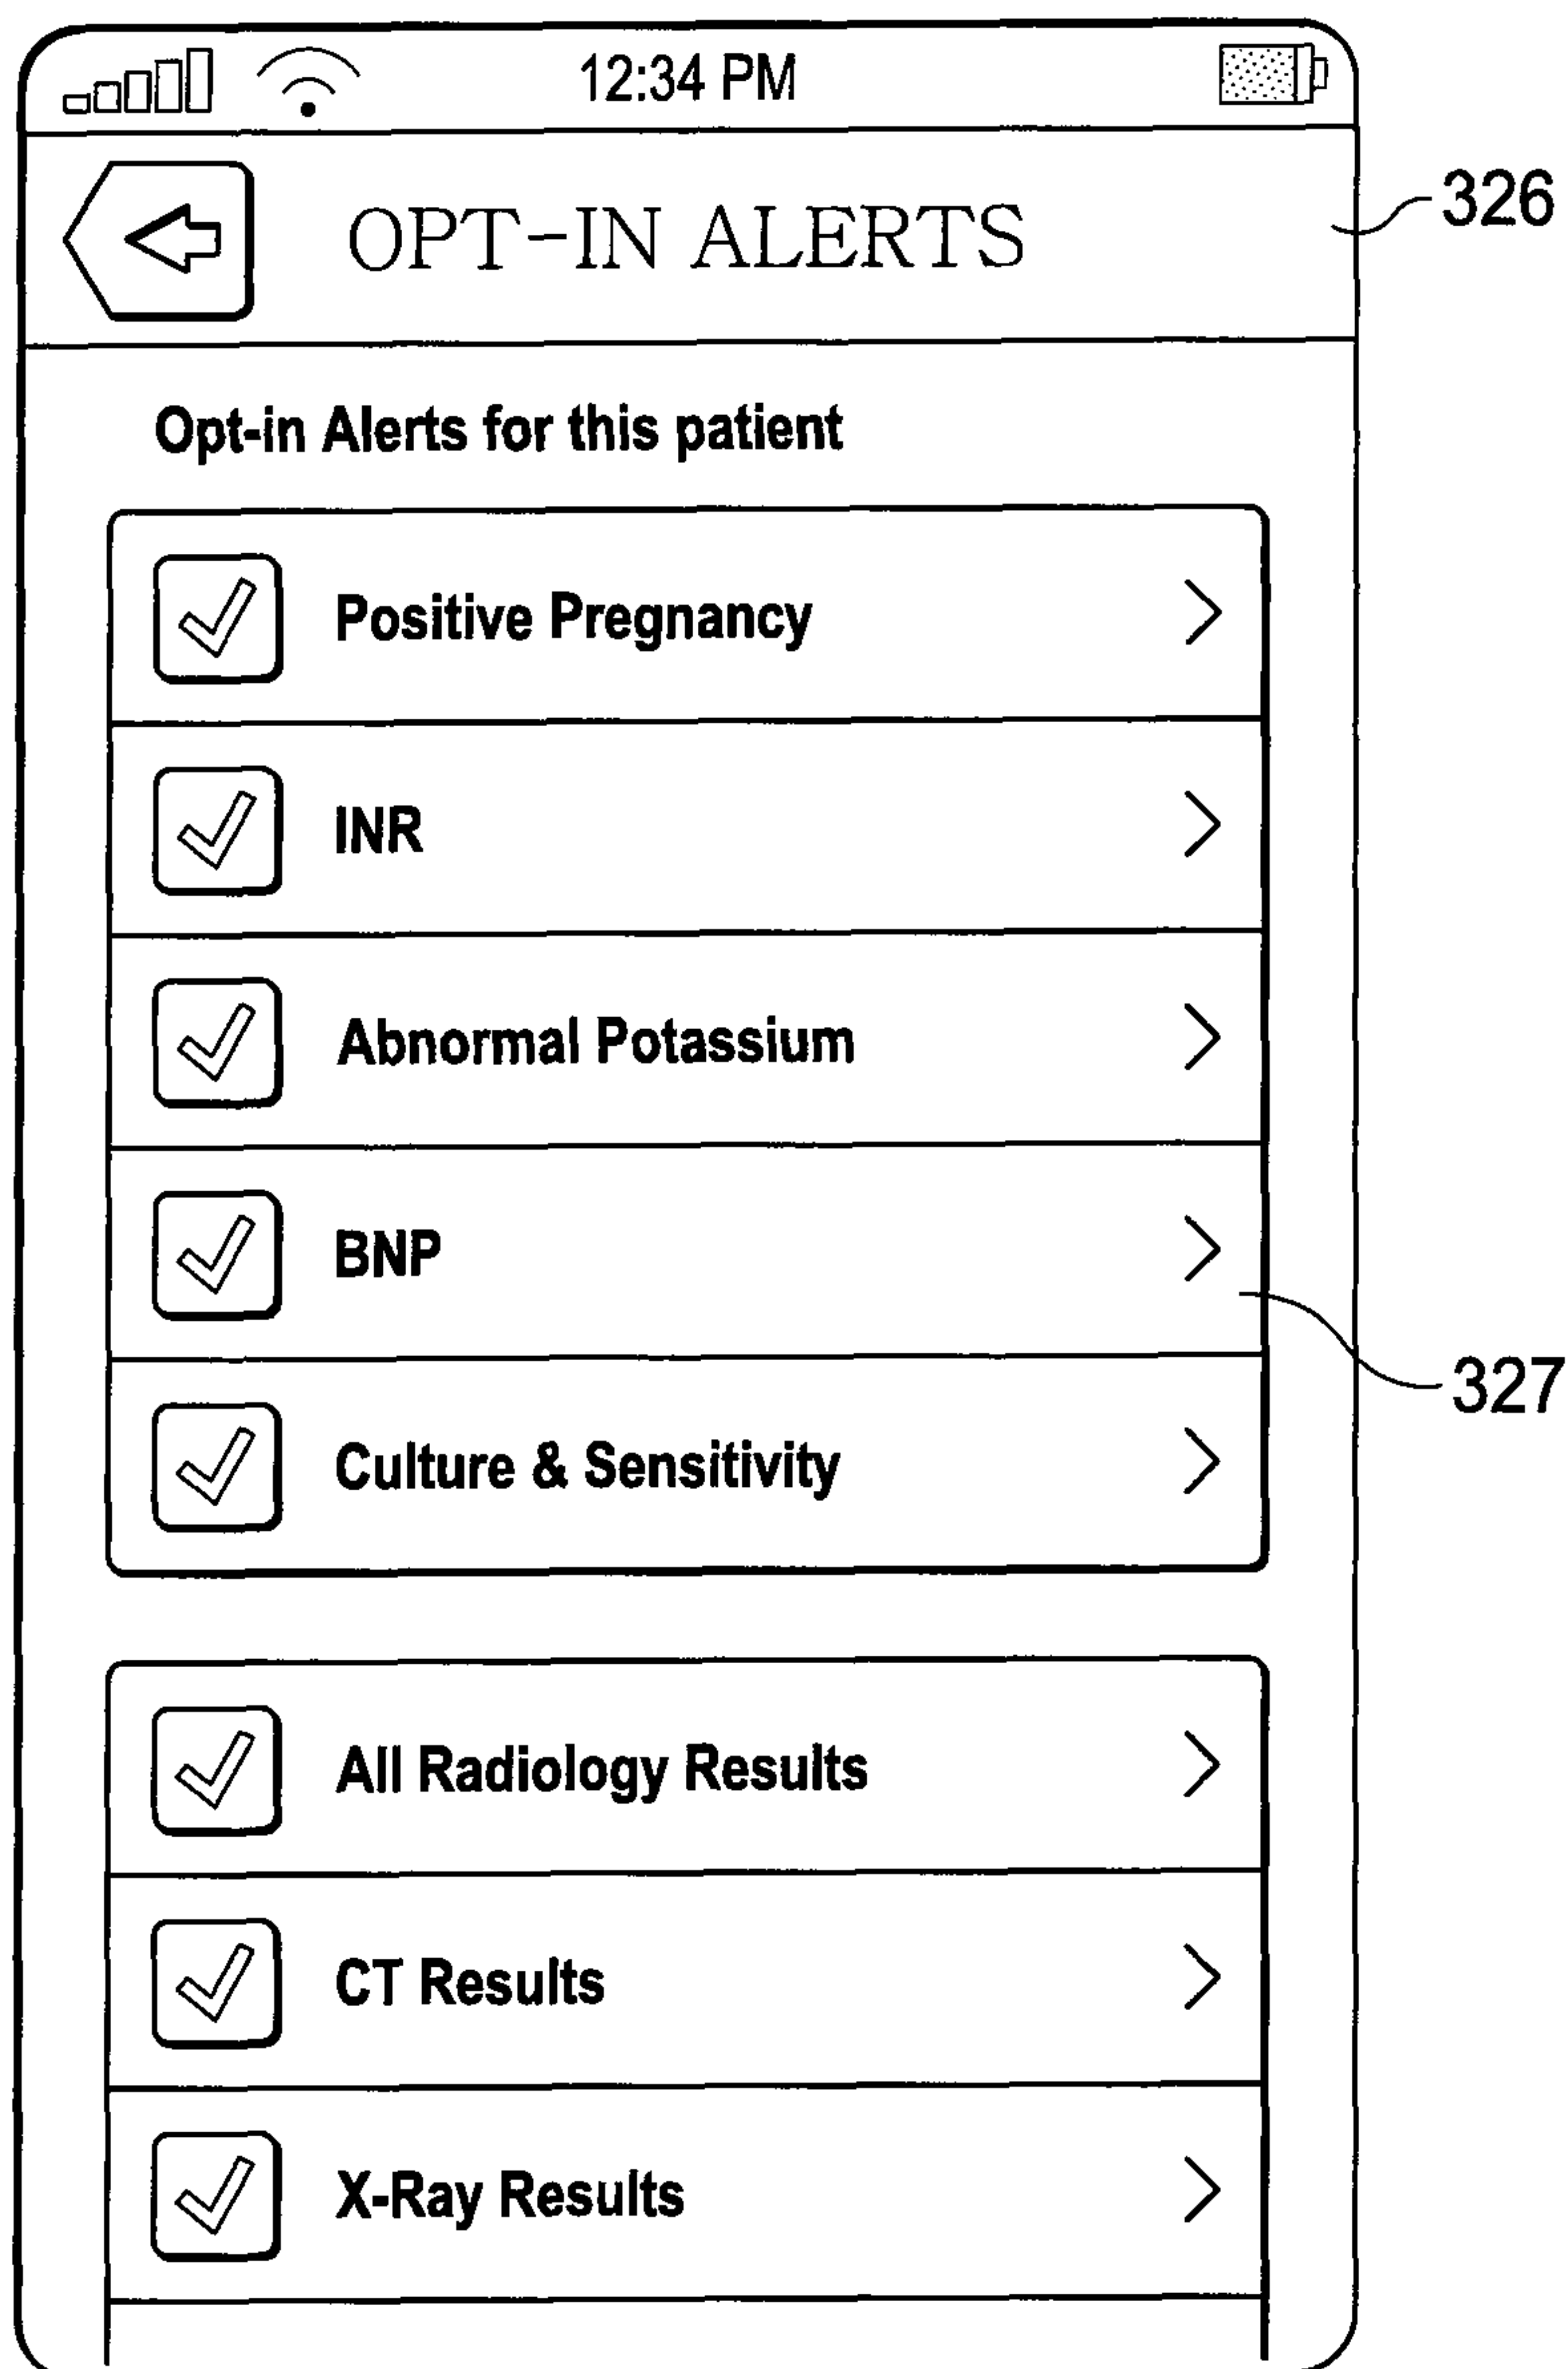 12:34 PM
OPT-IN ALERTS
326
Opt-in Alerts for this patient
Positive Pregnancy
INR
Abnormal Potassium
BNP
327
Culture & Sensitivity
All Radiology Results
CT Results
X-Ray Results